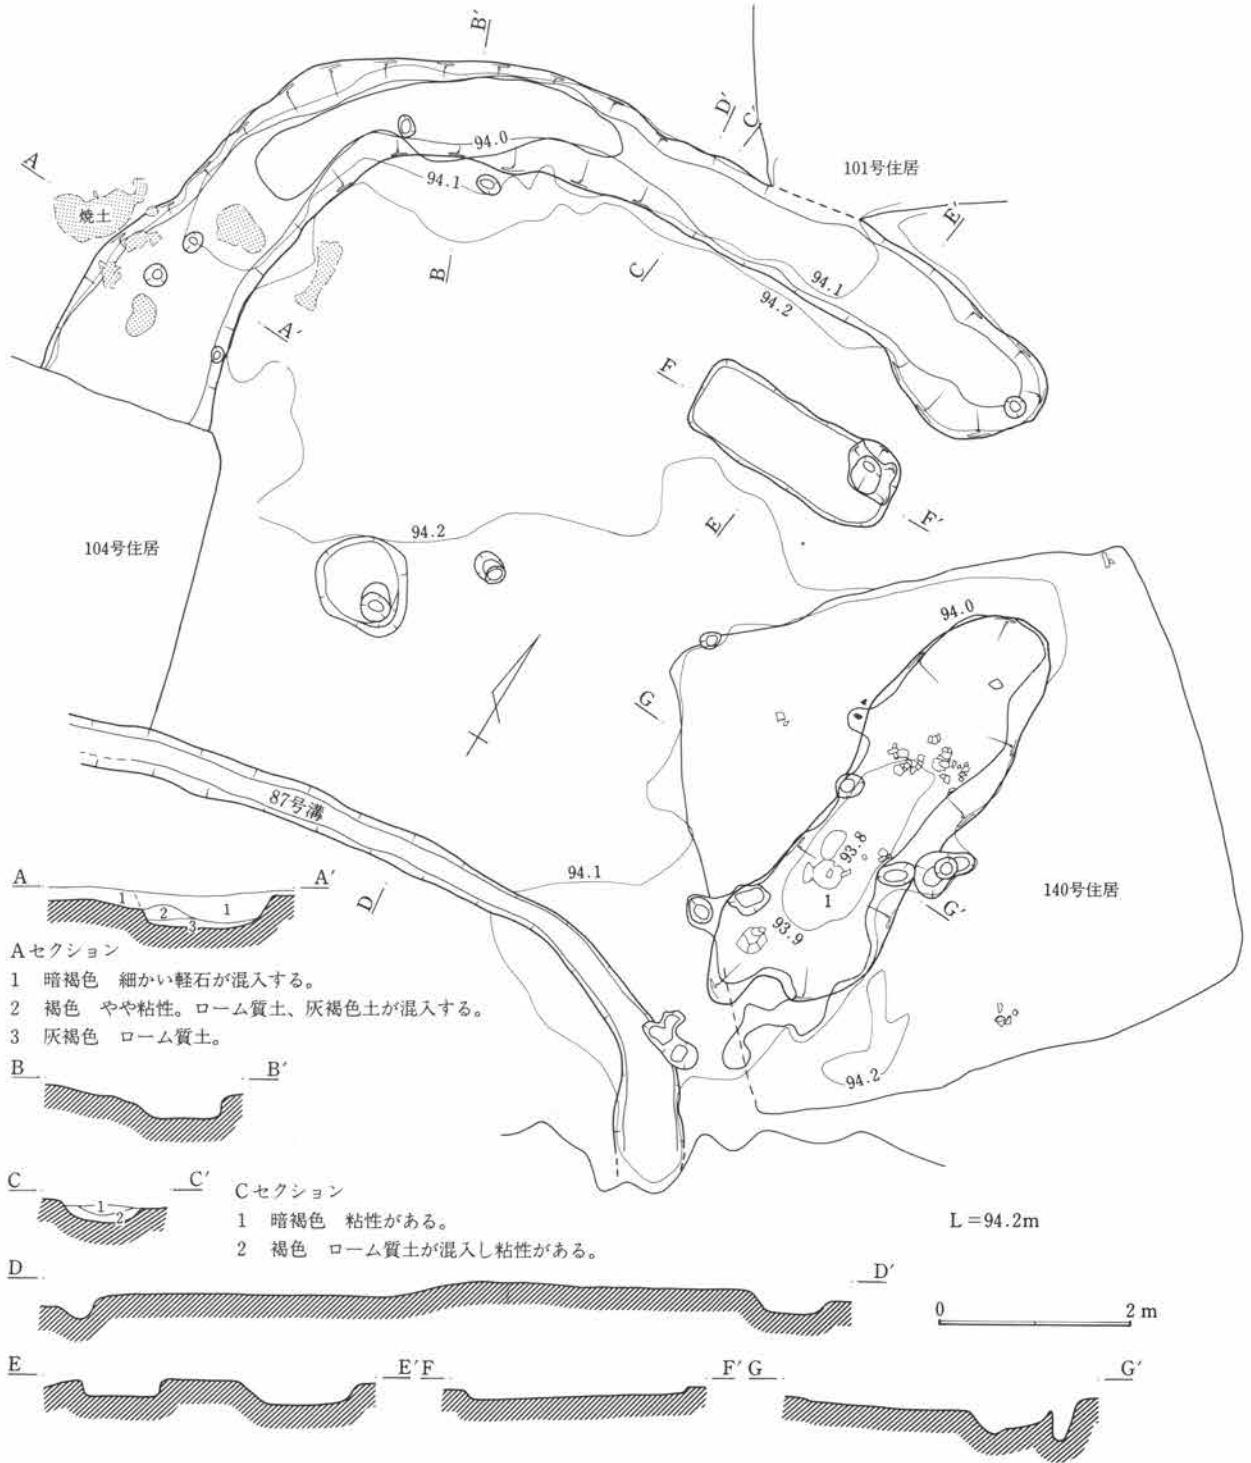 B′
D′
C′
101号住居
A
94.0
94.1
E′
焼土
B
C
94.1
94.2
A′
F
94.2
E
F′
104号住居
94.0
G
87号溝
93.8
94.1
1
G′
140号住居
D
93.9
94.2
A A′
1 2 1
3
Aセクション
1 暗褐色 細かい軽石が混入する。
2 褐色 やや粘性。ローム質土、灰褐色土が混入する。
3 灰褐色 ローム質土。
B B′
C C′
1
2
Cセクション
1 暗褐色 粘性がある。
2 褐色 ローム質土が混入し粘性がある。
L=94.2m
D D′
0 2m
E E′ F F′ G G′